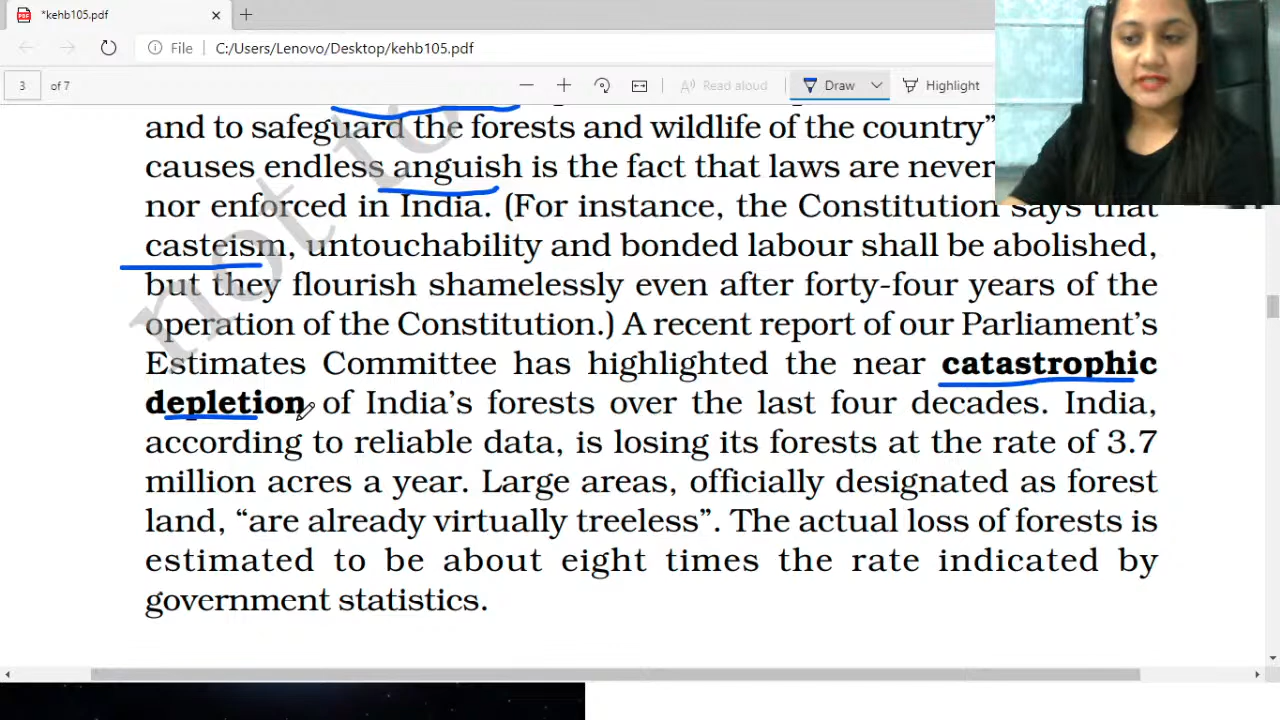 *kehb105.pdf
File C:/Users/Lenovo/Desktop/kehb105.pdf
3 of 7 Read aloud Draw Highlight
and to safeguard the forests and wildlife of the country”
causes endless anguish is the fact that laws are never
nor enforced in India. (For instance, the Constitution says that
casteism, untouchability and bonded labour shall be abolished,
but they flourish shamelessly even after forty-four years of the
operation of the Constitution.) A recent report of our Parliament’s
Estimates Committee has highlighted the near catastrophic
depletion of India’s forests over the last four decades. India,
according to reliable data, is losing its forests at the rate of 3.7
million acres a year. Large areas, officially designated as forest
land, “are already virtually treeless”. The actual loss of forests is
estimated to be about eight times the rate indicated by
government statistics.
not to